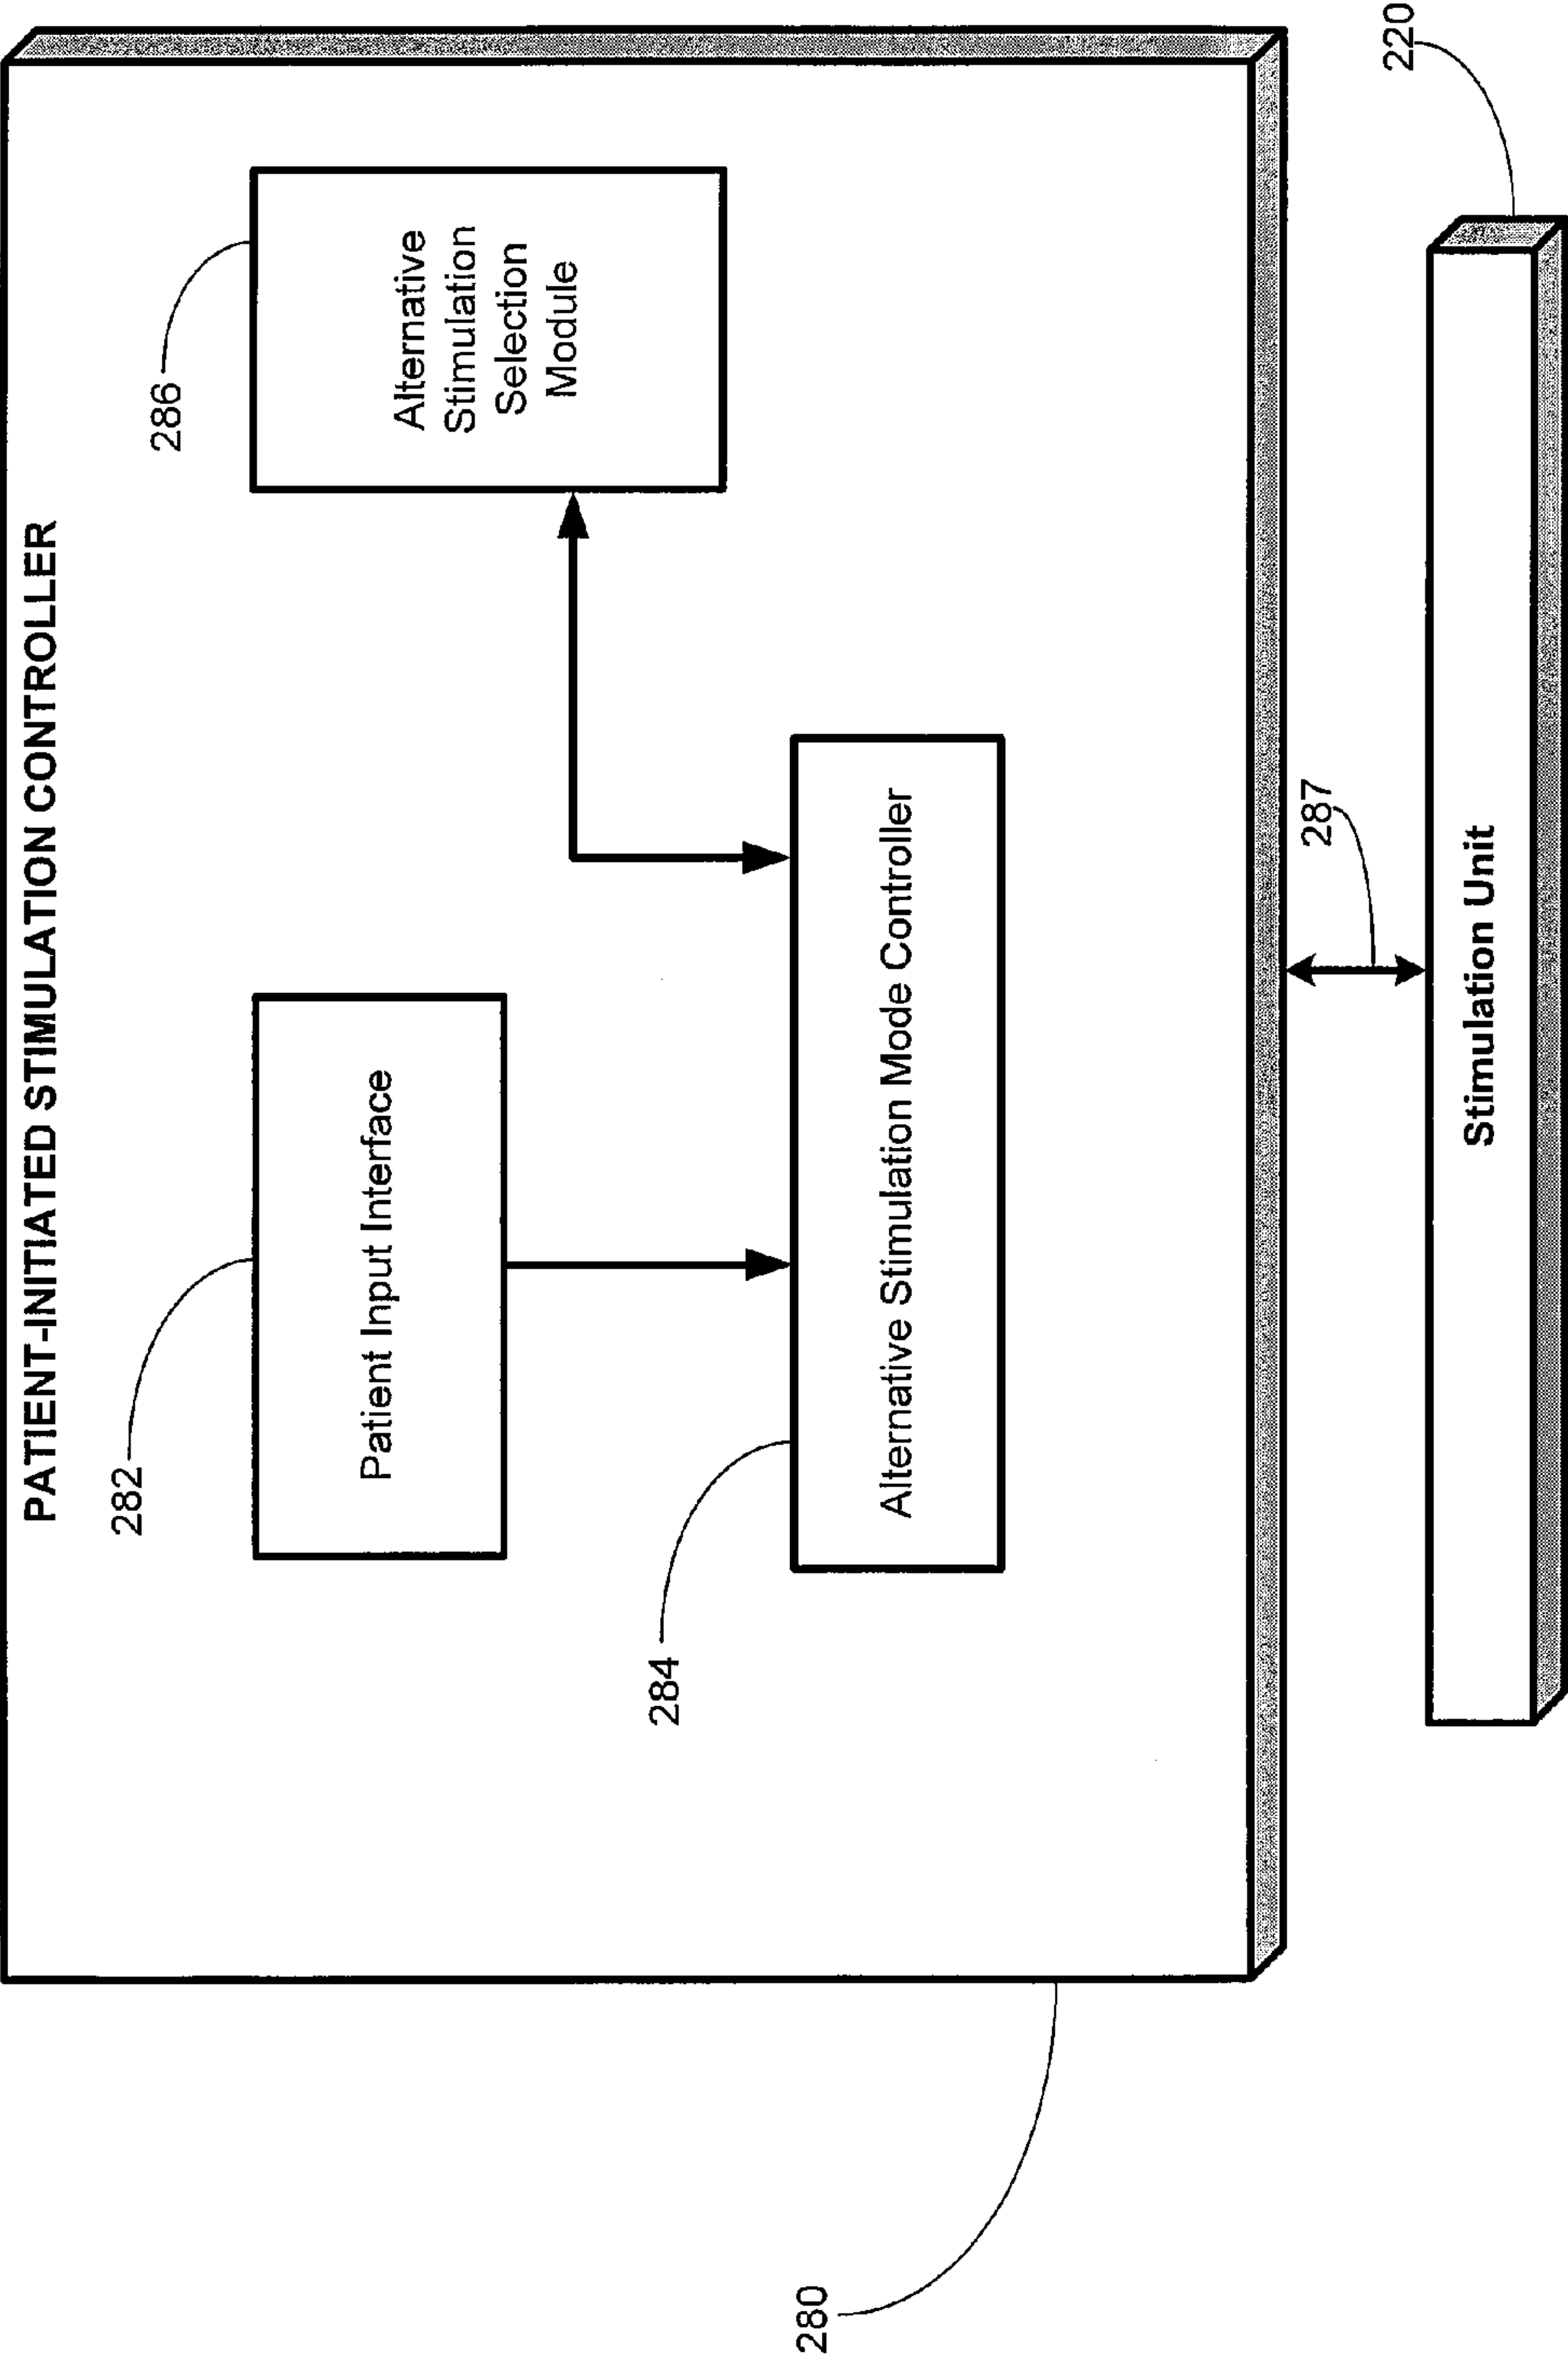 PATIENT-INITIATED STIMULATION CONTROLLER
282
286
Patient Input Interface
Alternative
Stimulation
Selection
Module
284
Alternative Stimulation Mode Controller
280
287
220
Stimulation Unit